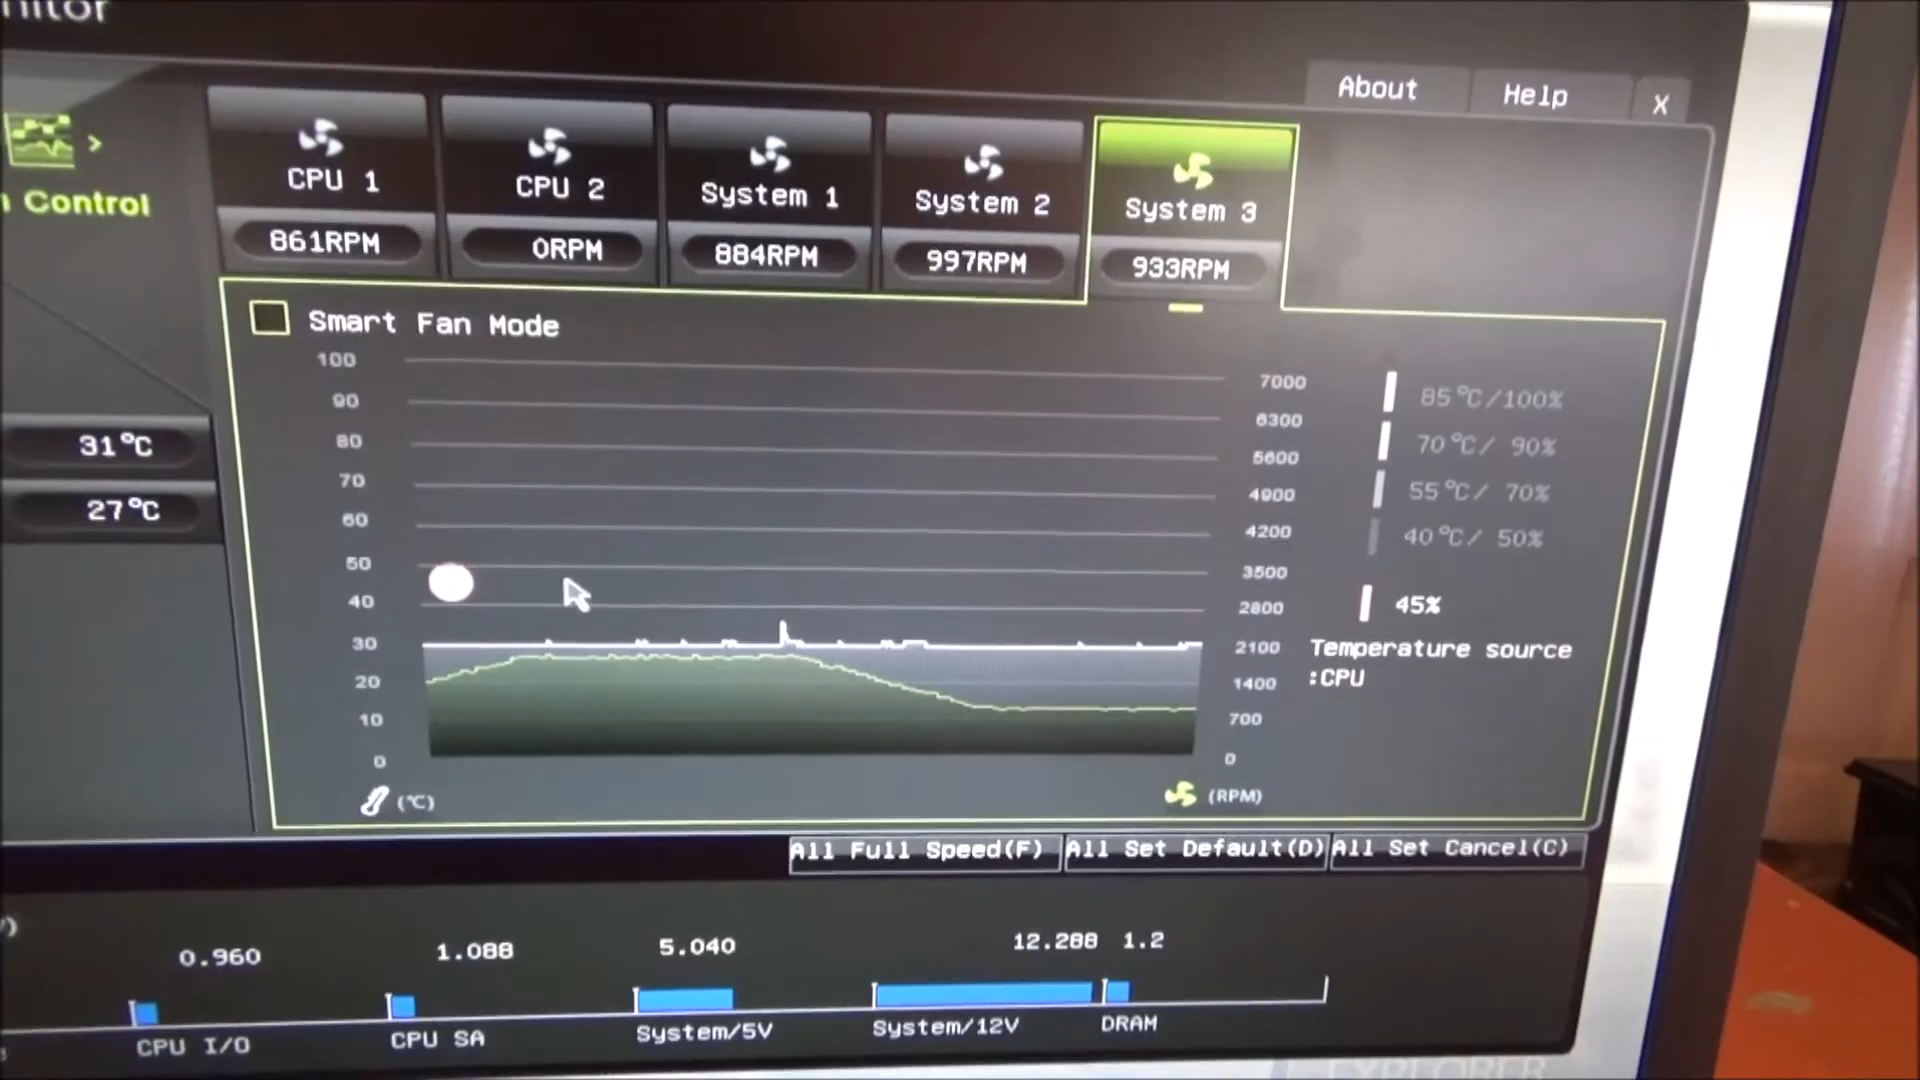 nitor
About
Help
X
CPU 1
CPU 2
System 1
System 2
System 3
861RPM
0RPM
884RPM
997RPM
933RPM
Control
31°C
27°C
Smart Fan Mode
100
90
80
70
60
50
40
30
20
10
0
(°C)
7000
6300
5600
4900
4200
3500
2800
2100
1400
700
0
(RPM)
85°C/100%
70°C/ 90%
55°C/ 70%
40°C/ 50%
45%
Temperature source
:CPU
All Full Speed(F)
All Set Default(D)
All Set Cancel(C)
0.960
1.088
5.040
12.288
1.2
CPU I/O
CPU SA
System/5V
System/12V
DRAM
EXPLORER